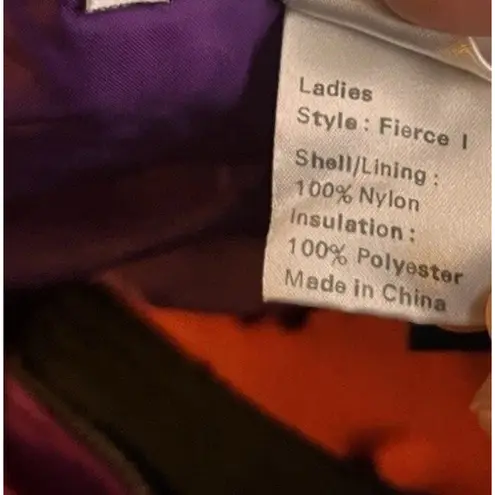 Ladies
Style : Fierce I
Shell/Lining :
100% Nylon
Insulation :
100% Polyester
Made in China